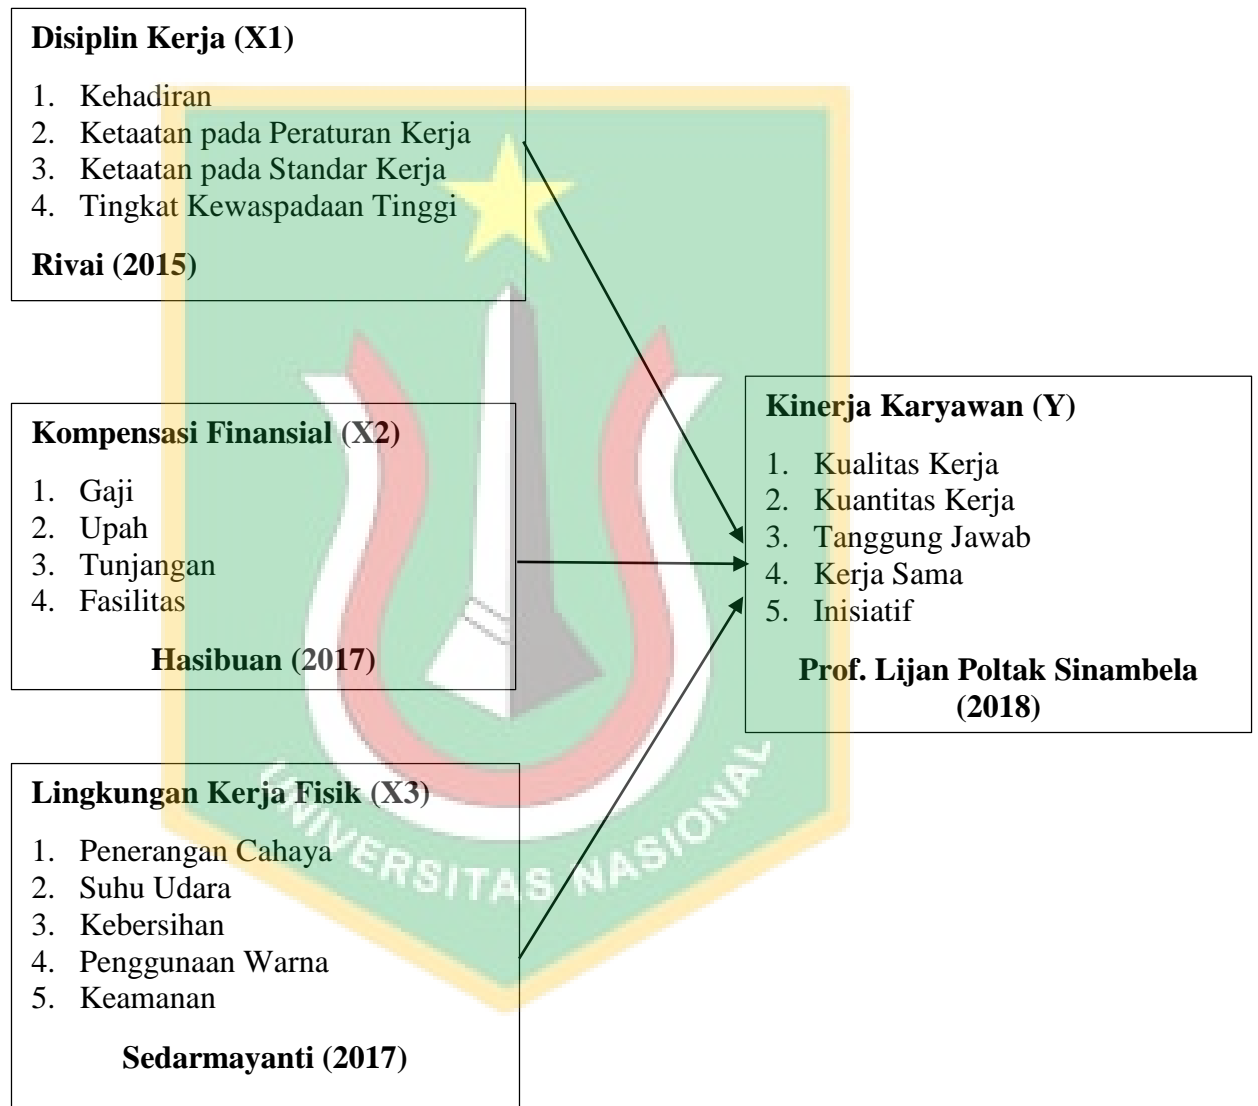 Disiplin Kerja (X1)
1. Kehadiran
2. Ketaatan pada Peraturan Kerja
3. Ketaatan pada Standar Kerja
4. Tingkat Kewaspadaan Tinggi
Rivai (2015)
Kompensasi Finansial (X2)
1. Gaji
2. Upah
3. Tunjangan
4. Fasilitas
Hasibuan (2017)
Lingkungan Kerja Fisik (X3)
1. Penerangan Cahaya
2. Suhu Udara
3. Kebersihan
4. Penggunaan Warna
5. Keamanan
Sedarmayanti (2017)
Kinerja Karyawan (Y)
1. Kualitas Kerja
2. Kuantitas Kerja
3. Tanggung Jawab
4. Kerja Sama
5. Inisiatif
Prof. Lijan Poltak Sinambela
(2018)
UNIVERSITAS NASIONAL